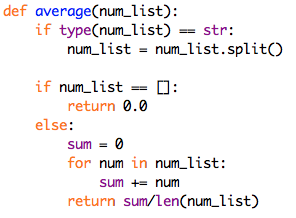 def average(num_list):
    if type(num_list) == str:
        num_list = num_list.split()

    if num_list == []:
        return 0.0
    else:
        sum = 0
        for num in num_list:
            sum += num
        return sum/len(num_list)